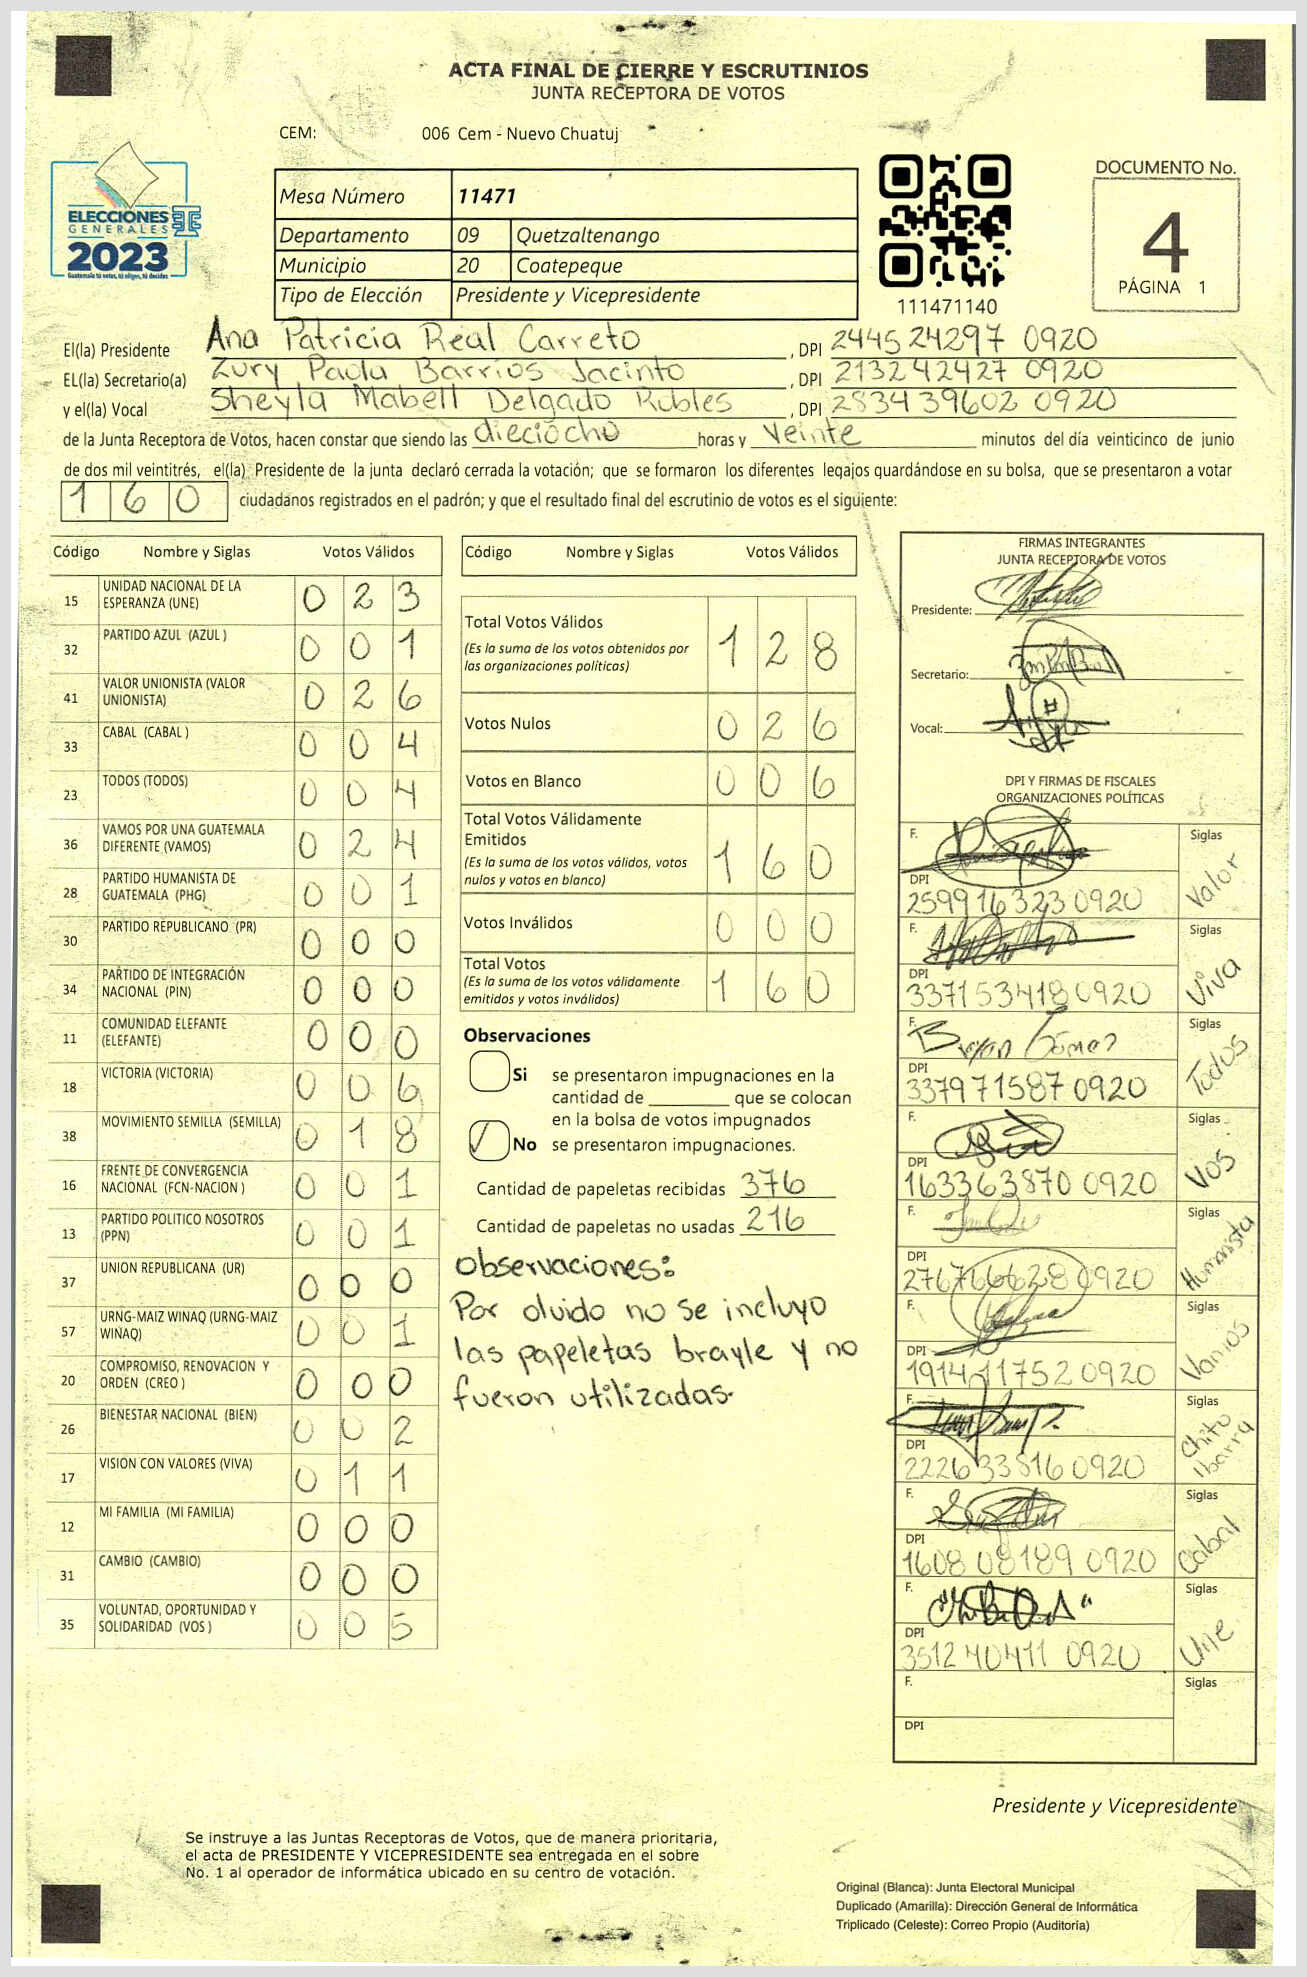 ACTA FINAL DE CIERRE Y ESCRUTINIOS
JUNTA RECEPTORA DE VOTOS
CEM: 006 Cem - Nuevo Chuatuj
ELECCIONES
GENERALES
2023
Guatemala tú votas, tú eliges, tú decides
Mesa Número 11471
Departamento 09 Quetzaltenango
Municipio 20 Coatepeque
Tipo de Elección Presidente y Vicepresidente
111471140
DOCUMENTO No.
4
PÁGINA 1
El(la) Presidente Ana Patricia Real Carreto , DPI 244524297 0920
EL(la) Secretario(a) Zury Paola Barrios Jacinto , DPI 213242427 0920
y el(la) Vocal Sheyla Mabell Delgado Robles , DPI 283439602 0920
de la Junta Receptora de Votos, hacen constar que siendo las dieciocho horas y veinte minutos del día veinticinco de junio
de dos mil veintitrés, el(la) Presidente de la junta declaró cerrada la votación; que se formaron los diferentes legajos quardándose en su bolsa, que se presentaron a votar
160 ciudadanos registrados en el padrón; y que el resultado final del escrutinio de votos es el siguiente:
Código Nombre y Siglas Votos Válidos
15 UNIDAD NACIONAL DE LA ESPERANZA (UNE) 0 2 3
32 PARTIDO AZUL (AZUL ) 0 0 1
41 VALOR UNIONISTA (VALOR UNIONISTA) 0 2 6
33 CABAL (CABAL ) 0 0 4
23 TODOS (TODOS) 0 0 4
36 VAMOS POR UNA GUATEMALA DIFERENTE (VAMOS) 0 2 4
28 PARTIDO HUMANISTA DE GUATEMALA (PHG) 0 0 1
30 PARTIDO REPUBLICANO (PR) 0 0 0
34 PARTIDO DE INTEGRACIÓN NACIONAL (PIN) 0 0 0
11 COMUNIDAD ELEFANTE (ELEFANTE) 0 0 0
18 VICTORIA (VICTORIA) 0 0 6
38 MOVIMIENTO SEMILLA (SEMILLA) 0 1 8
16 FRENTE DE CONVERGENCIA NACIONAL (FCN-NACION ) 0 0 1
13 PARTIDO POLITICO NOSOTROS (PPN) 0 0 1
37 UNION REPUBLICANA (UR) 0 0 0
57 URNG-MAIZ WINAQ (URNG-MAIZ WINAQ) 0 0 1
20 COMPROMISO, RENOVACION Y ORDEN (CREO ) 0 0 0
26 BIENESTAR NACIONAL (BIEN) 0 0 2
17 VISION CON VALORES (VIVA) 0 1 1
12 MI FAMILIA (MI FAMILIA) 0 0 0
31 CAMBIO (CAMBIO) 0 0 0
35 VOLUNTAD, OPORTUNIDAD Y SOLIDARIDAD (VOS ) 0 0 5
Código Nombre y Siglas Votos Válidos
Total Votos Válidos 1 2 8
(Es la suma de los votos obtenidos por
las organizaciones políticas)
Votos Nulos 0 2 6
Votos en Blanco 0 0 6
Total Votos Válidamente
Emitidos 1 6 0
(Es la suma de los votos válidos, votos
nulos y votos en blanco)
Votos Inválidos 0 0 0
Total Votos 1 6 0
(Es la suma de los votos válidamente
emitidos y votos inválidos)
Observaciones
Si se presentaron impugnaciones en la
cantidad de ________ que se colocan
en la bolsa de votos impugnados
No se presentaron impugnaciones.
Cantidad de papeletas recibidas 376
Cantidad de papeletas no usadas 216
observaciones:
Por olvido no se incluyo
las papeletas brayle y no
fueron utilizadas.
FIRMAS INTEGRANTES
JUNTA RECEPTORA DE VOTOS
Presidente:
Secretario:
Vocal:
DPI Y FIRMAS DE FISCALES
ORGANIZACIONES POLÍTICAS
F. Siglas Valor
DPI 2599 16323 0920
F. Siglas Viva
DPI 3371 53418 0920
F. Bryan Gómez Siglas Todos
DPI 3379 71587 0920
F. Siglas Vos
DPI 1633 63870 0920
F. Siglas Humanista
DPI 2767 66628 0920
F. Siglas Vamos
DPI 1914 11752 0920
F. Siglas Chito Ibarra
DPI 2226 33816 0920
F. Siglas Cabal
DPI 1608 08189 0920
F. Siglas Une
DPI 3512 40411 0920
F. Siglas
DPI
Presidente y Vicepresidente
Se instruye a las Juntas Receptoras de Votos, que de manera prioritaria,
el acta de PRESIDENTE Y VICEPRESIDENTE sea entregada en el sobre
No. 1 al operador de informática ubicado en su centro de votación.
Original (Blanca): Junta Electoral Municipal
Duplicado (Amarilla): Dirección General de Informática
Triplicado (Celeste): Correo Propio (Auditoría)